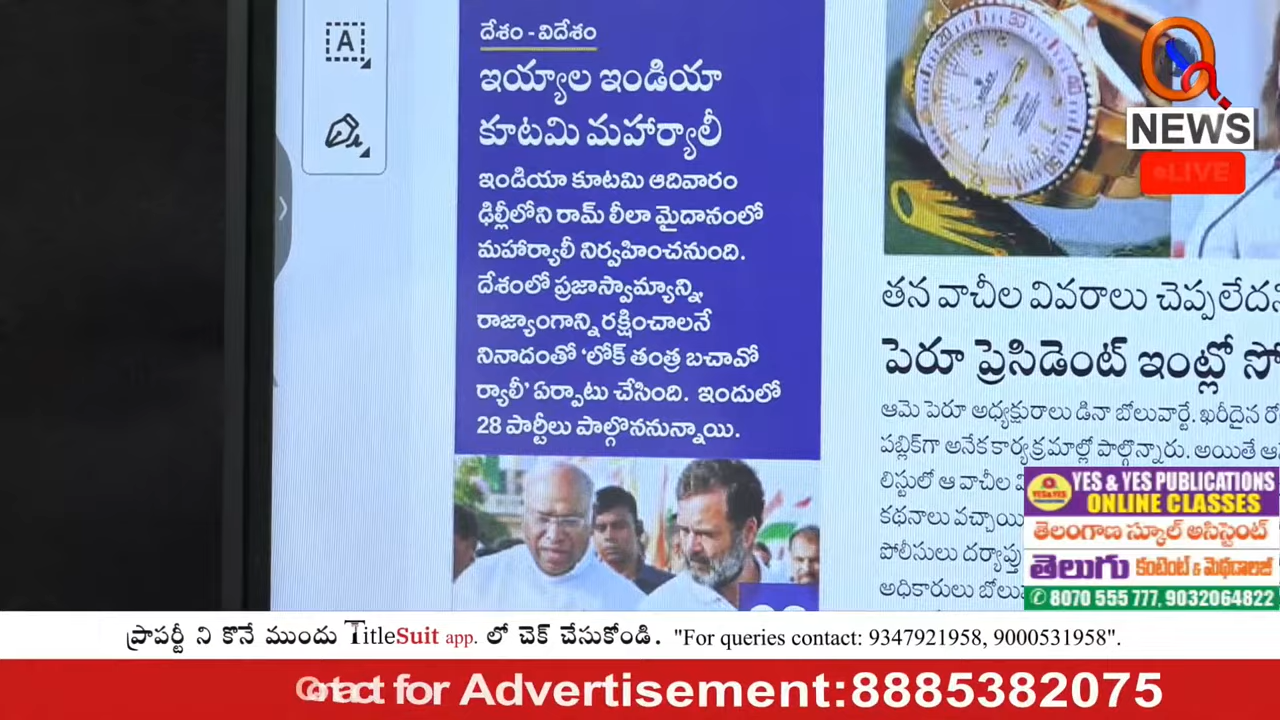 దేశం - విదేశం
ఇయ్యాల ఇండియా
కూటమి మహార్యాలీ
ఇండియా కూటమి ఆదివారం
ఢిల్లీలోని రామ్ లీలా మైదానంలో
మహార్యాలీ నిర్వహించనుంది.
దేశంలో ప్రజాస్వామ్యాన్ని,
రాజ్యాంగాన్ని రక్షించాలనే
నినాదంతో 'లోక్ తంత్ర బచావో
ర్యాలీ' ఏర్పాటు చేసింది. ఇందులో
28 పార్టీలు పాల్గొననున్నాయి.
తన వాచీల వివరాలు చెప్పలేదని
పెరూ ప్రెసిడెంట్ ఇంట్లో
ఆమె పెరూ అధ్యక్షురాలు డినా బోలువార్టే. ఖరీదైన
పబ్లిక్‌గా అనేక కార్యక్రమాల్లో పాల్గొన్నారు. అయితే
లిస్టులో ఆ వాచీల
కథనాలు
పోలీసులు దర్యాప్తు
అధికారులు
NEWS
LIVE
YES & YES PUBLICATIONS
ONLINE CLASSES
తెలంగాణ స్కూల్ అసిస్టెంట్
తెలుగు కంటెంట్ & మెథడాలజీ
8070 555 777, 9032064822
ప్రాపర్టీ ని కొనే ముందు TitleSuit app. లో చెక్ చేసుకోండి. "For queries contact: 9347921958, 9000531958".
for Advertisement:8885382075